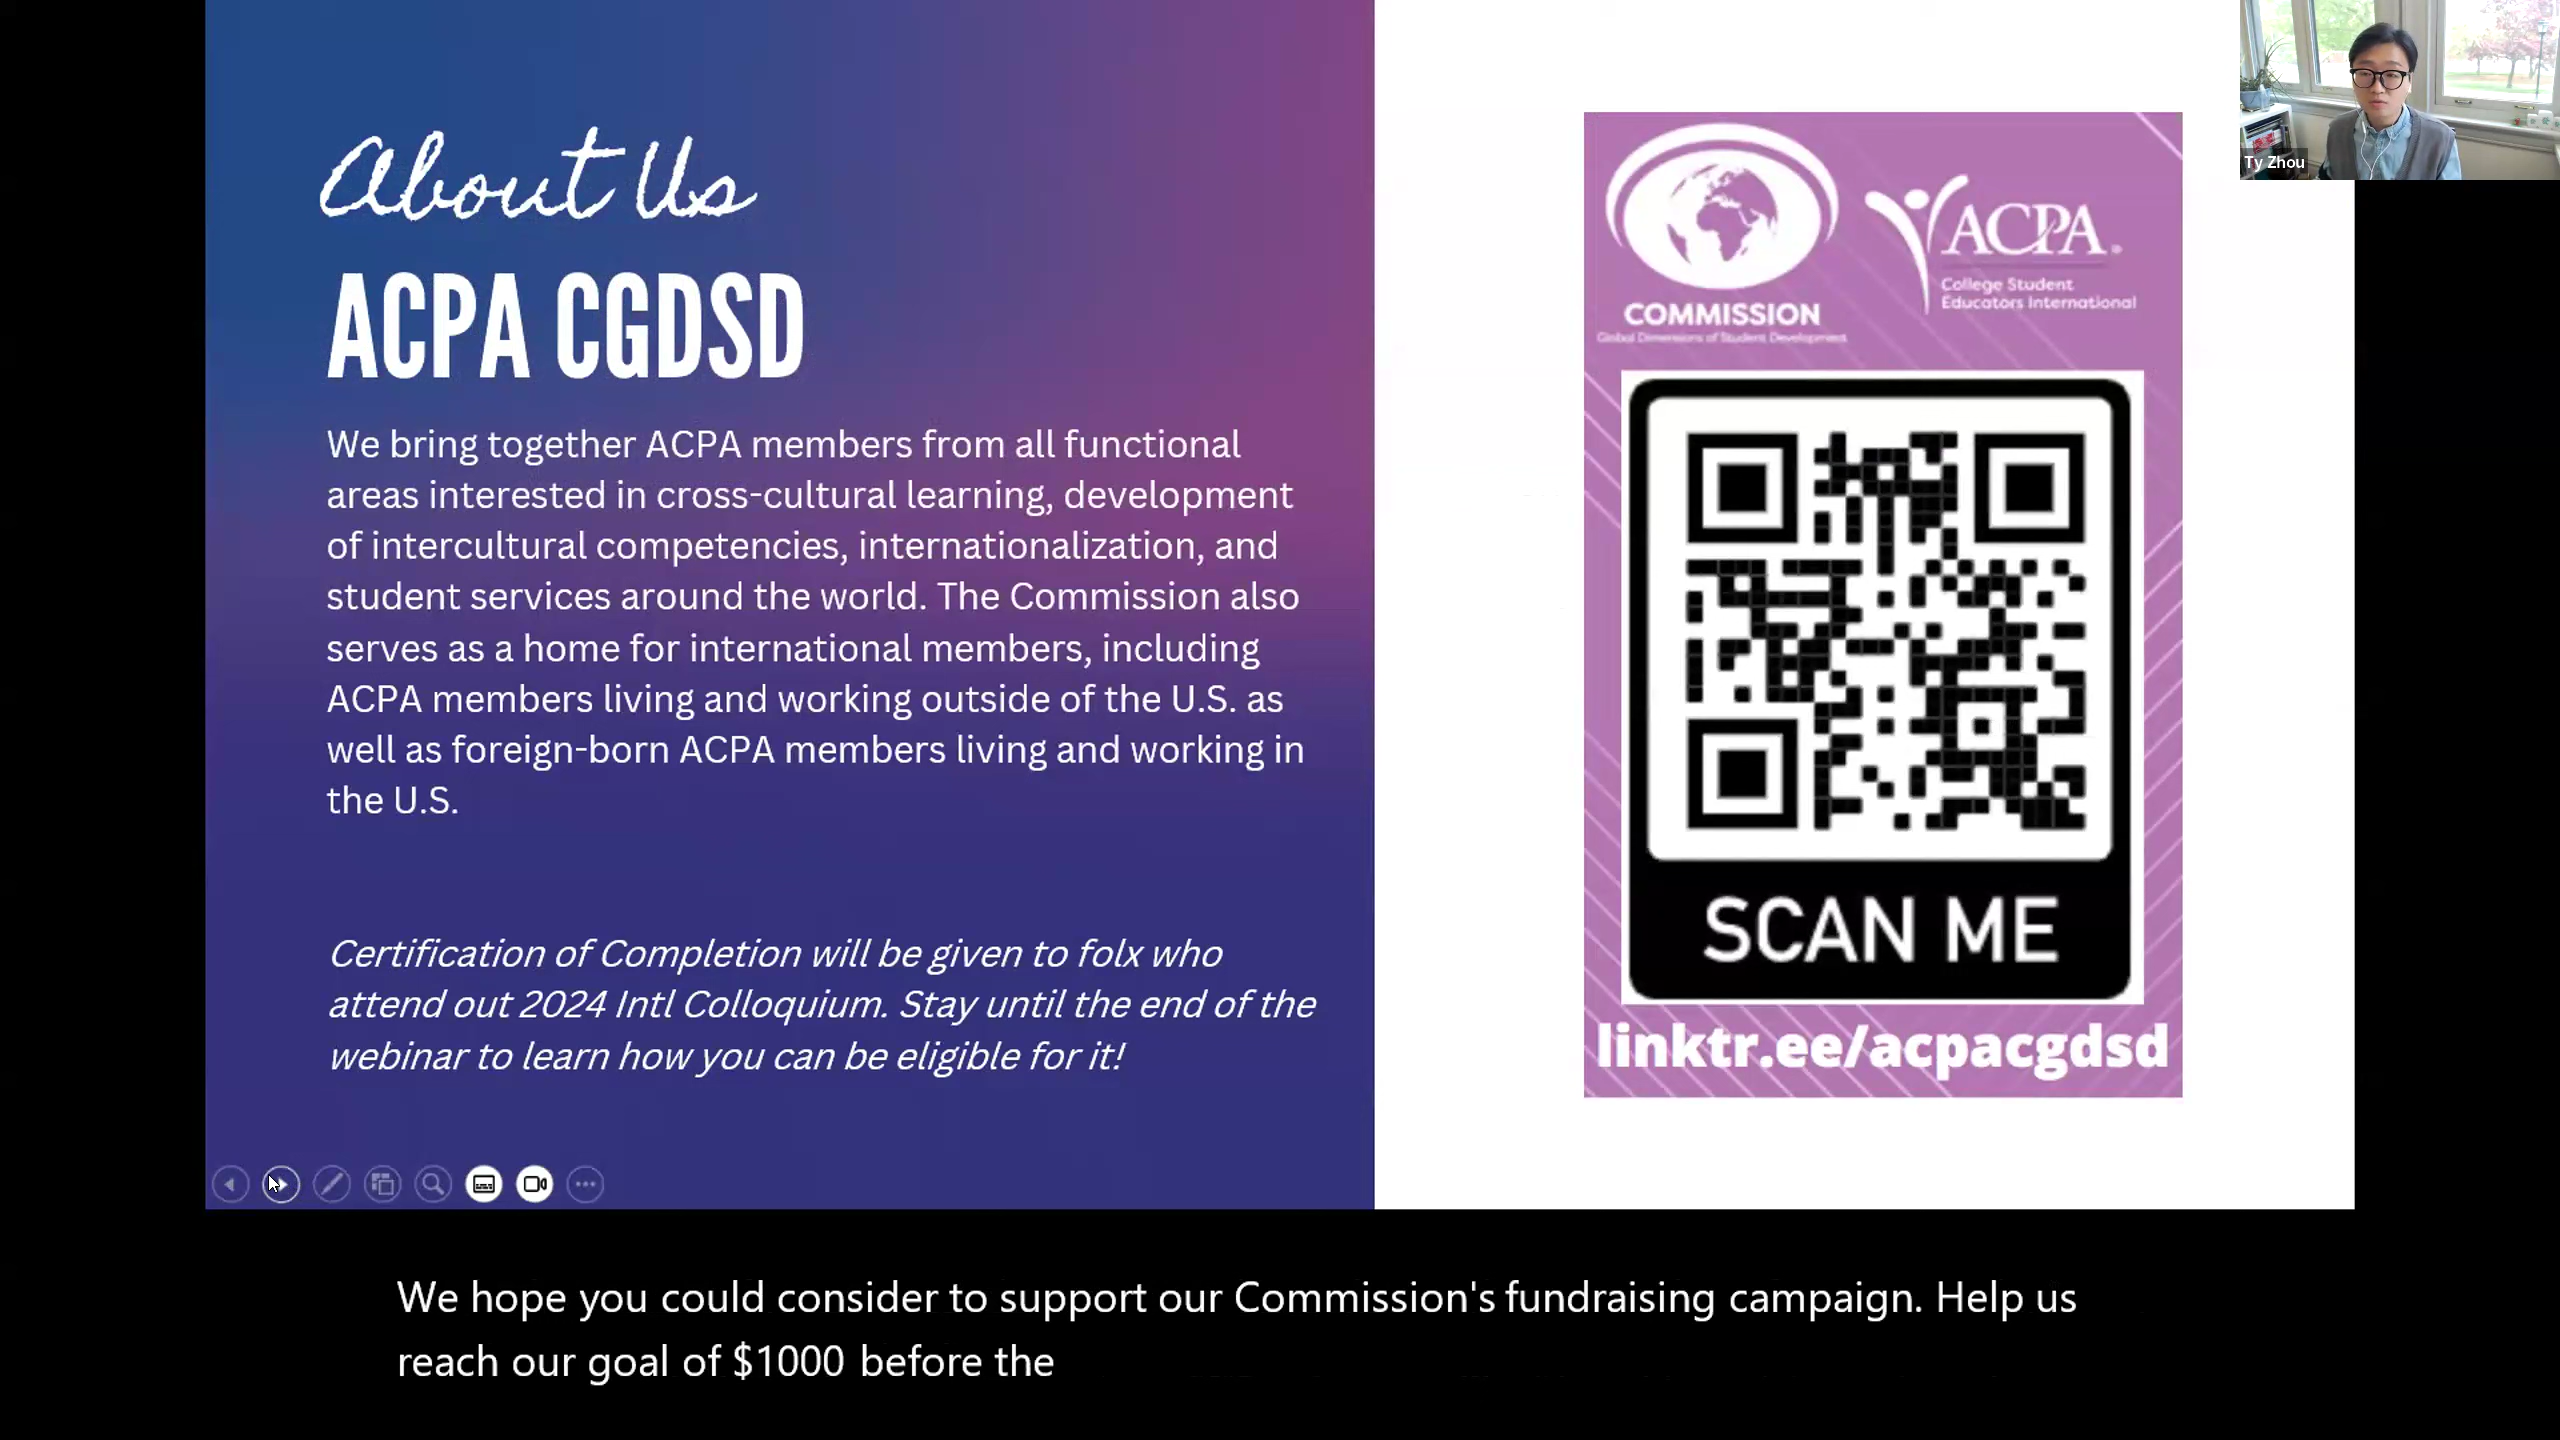 About Us
ACPA CGDSD
We bring together ACPA members from all functional
areas interested in cross-cultural learning, development
of intercultural competencies, internationalization, and
student services around the world. The Commission also
serves as a home for international members, including
ACPA members living and working outside of the U.S. as
well as foreign-born ACPA members living and working in
the U.S.
Certification of Completion will be given to folx who
attend out 2024 Intl Colloquium. Stay until the end of the
webinar to learn how you can be eligible for it!
COMMISSION
Global Dimensions of Student Development
ACPA®
College Student
Educators International
SCAN ME
linktr.ee/acpacgdsd
Ty Zhou
We hope you could consider to support our Commission's fundraising campaign. Help us
reach our goal of $1000 before the